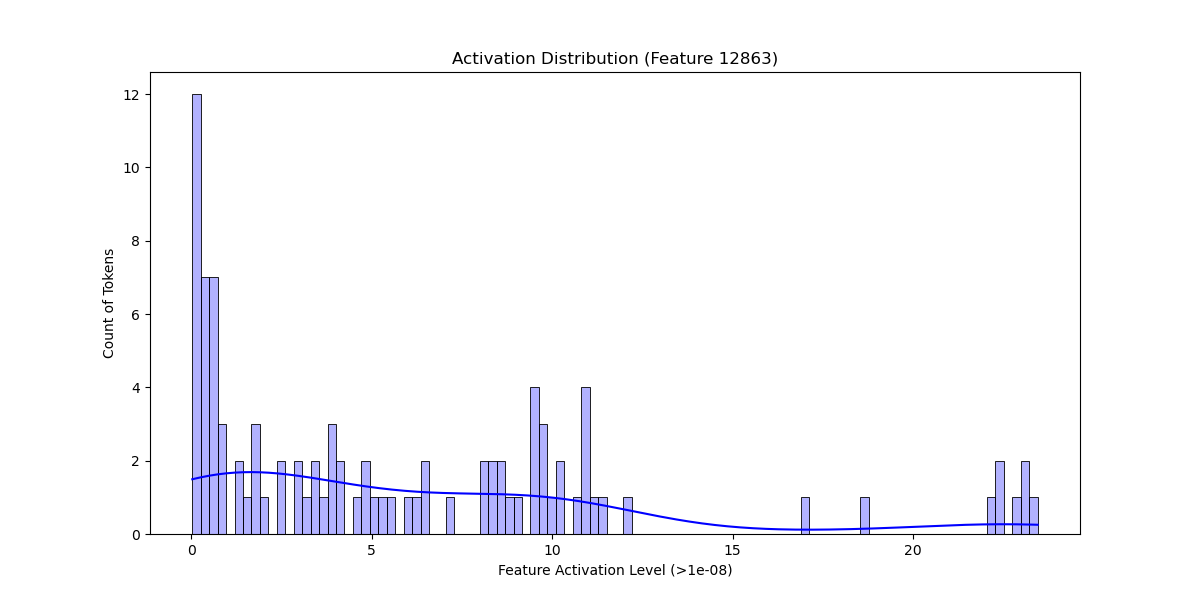 Activation Distribution (Feature 12863)
12
10
8
6
4
2
0
Count of Tokens
0 5 10 15 20
Feature Activation Level (>1e-08)